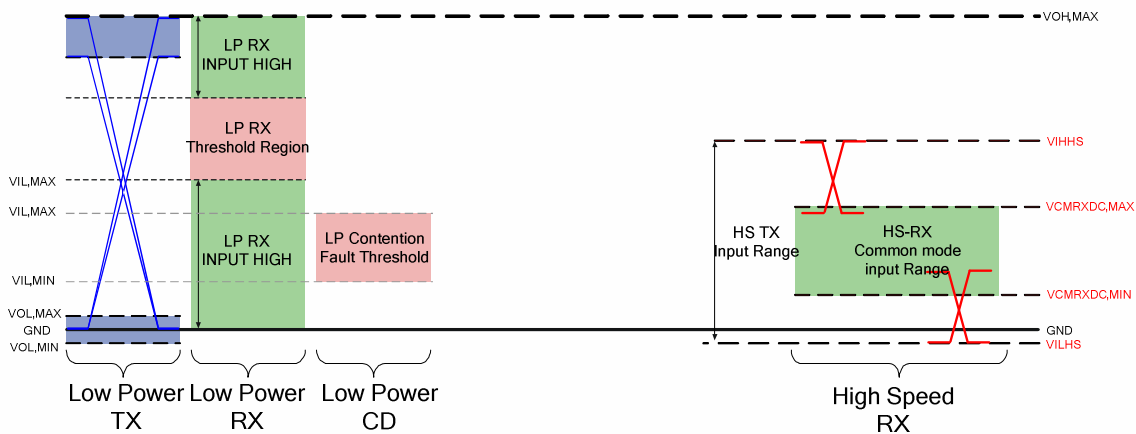 VOH,MAX
LP RX
INPUT HIGH
LP RX
Threshold Region
VIHHS
VIL,MAX
VIL,MAX
VCMRXDC,MAX
LP RX
INPUT HIGH
LP Contention
Fault Threshold
HS TX
Input Range
HS-RX
Common mode
input Range
VIL,MIN
VCMRXDC,MIN
VOL,MAX
GND
GND
VOL,MIN
VILHS
Low Power
TX
Low Power
RX
Low Power
CD
High Speed
RX